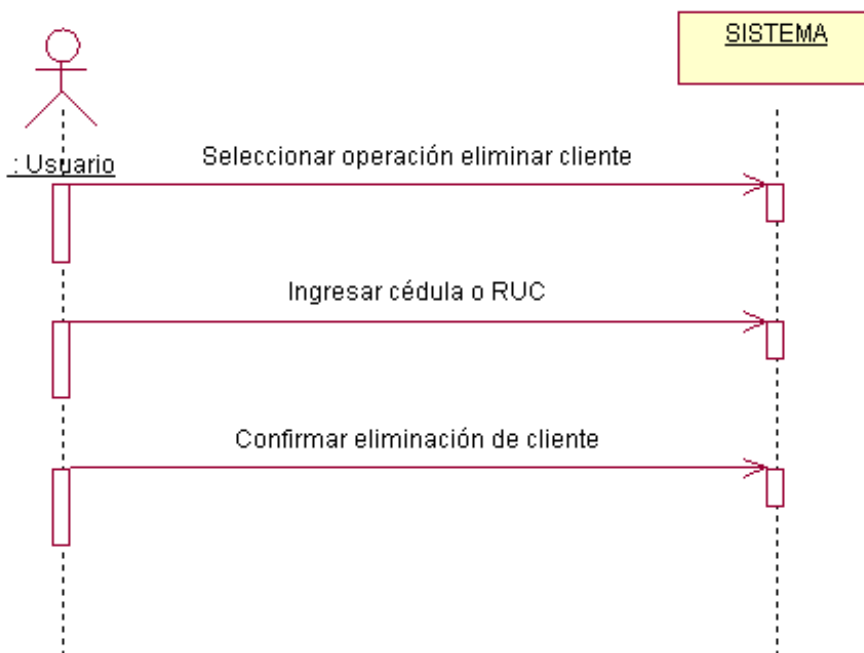 SISTEMA
: Usuario
Seleccionar operación eliminar cliente
Ingresar cédula o RUC
Confirmar eliminación de cliente